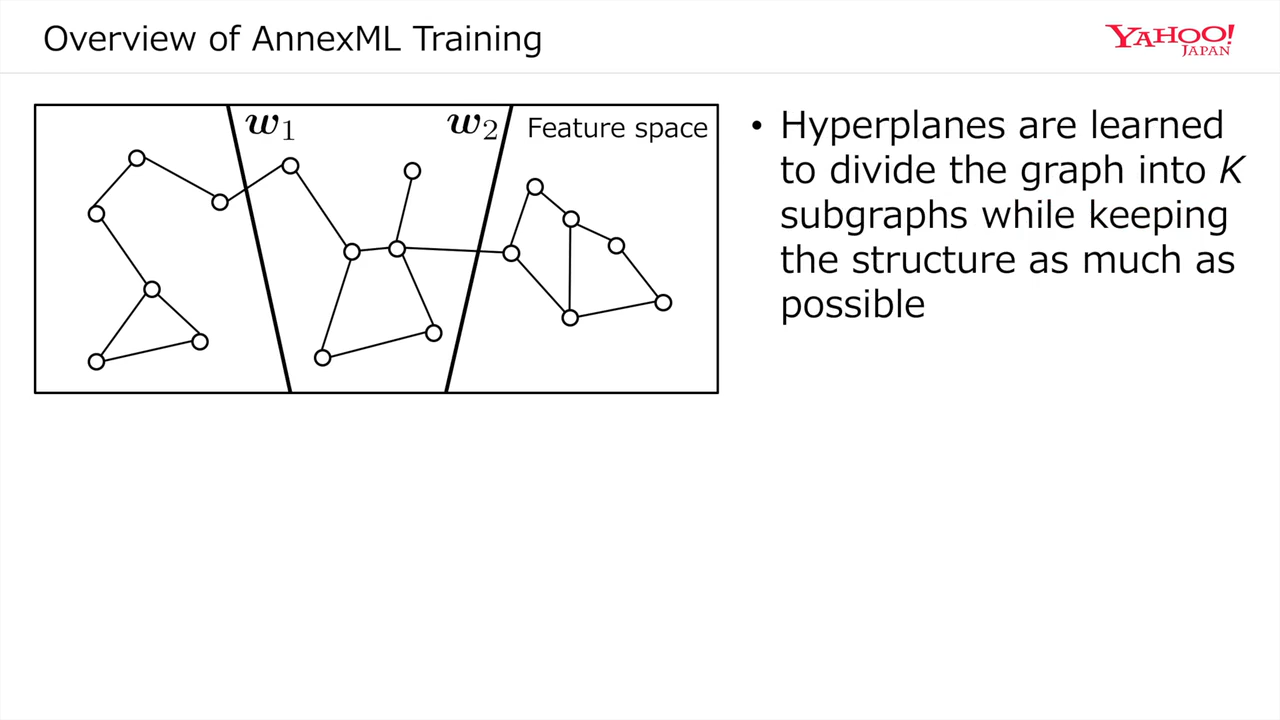 Overview of AnnexML Training
YAHOO!
JAPAN
w1
w2
Feature space
• Hyperplanes are learned
to divide the graph into K
subgraphs while keeping
the structure as much as
possible